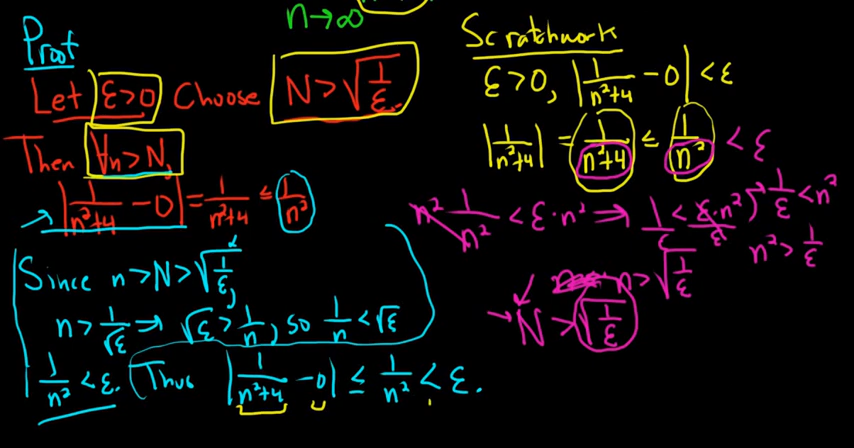 n→∞
Proof
Let ε>0 Choose N>√(1/ε).
Then ∀n>N,
|1/(n²+4) − 0| = 1/(n²+4) ≤ 1/n²
Since n>N>√(1/ε),
n > 1/√ε ⇒ √ε > 1/n, so 1/n < √ε
1/n² < ε. Thus |1/(n²+4) − 0| ≤ 1/n² < ε.
Scratchwork
ε>0, |1/(n²+4) − 0| < ε
|1/(n²+4)| = 1/(n²+4) ≤ 1/n² < ε
n² 1/n² < ε·n² ⇒ 1/ε < ε·n²/ε → 1/ε < n²
n² > 1/ε
n > √(1/ε)
→ N > √(1/ε)